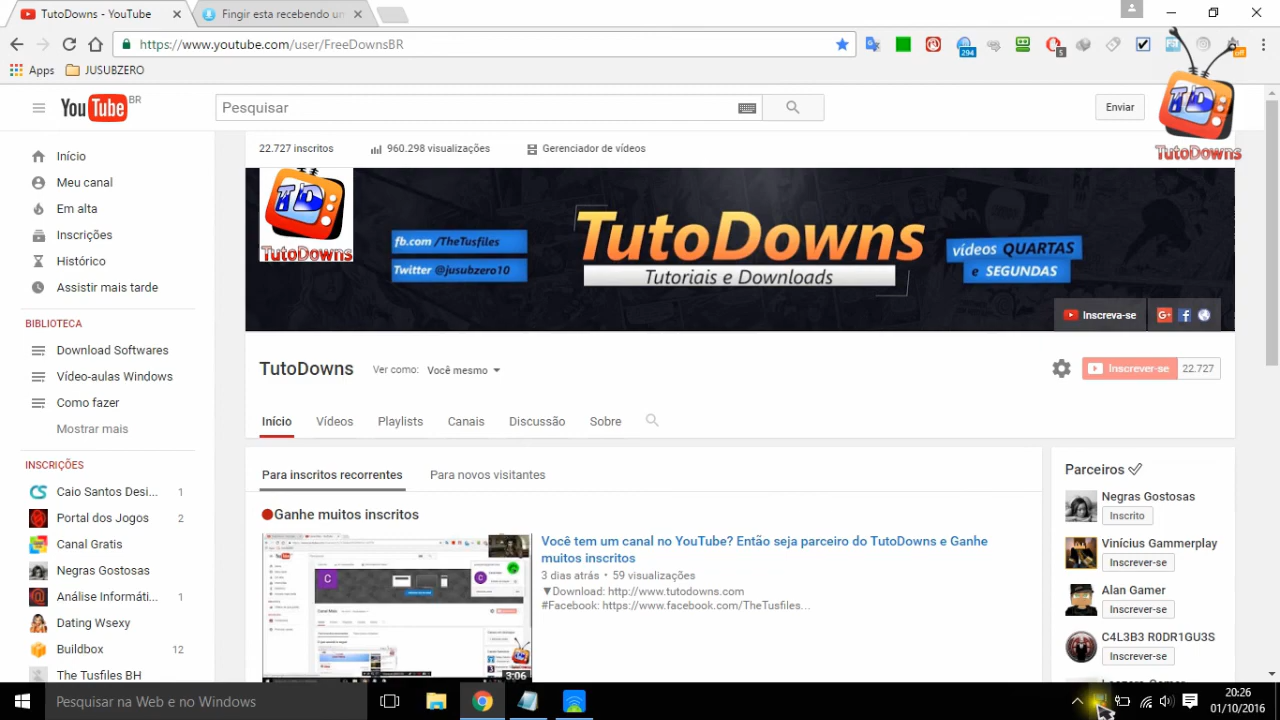 TutoDowns - YouTube
Fingir esta recebendo um
https://www.youtube.com/user/FreeDownsBR
294
5
off
Apps
JUSUBZERO
YouTube BR
Pesquisar
Enviar
TD
TutoDowns
22.727 inscritos
960.298 visualizações
Gerenciador de vídeos
Início
Meu canal
Em alta
Inscrições
Histórico
Assistir mais tarde
TD
TutoDowns
fb.com /TheTusfiles
Twitter @jusubzero10
TutoDowns
Tutoriais e Downloads
vídeos QUARTAS
e SEGUNDAS
Inscreva-se
BIBLIOTECA
Download Softwares
Vídeo-aulas Windows
Como fazer
Mostrar mais
TutoDowns
Ver como: Você mesmo
Inscrever-se 22.727
Início
Vídeos
Playlists
Canais
Discussão
Sobre
INSCRIÇÕES
Caio Santos Desi... 1
Portal dos Jogos 2
Canal Gratis
Negras Gostosas
Análise Informáti... 1
Dating Wsexy
Buildbox 12
Para inscritos recorrentes
Para novos visitantes
Ganhe muitos inscritos
Você tem um canal no YouTube? Então seja parceiro do TutoDowns e Ganhe
muitos inscritos
3 dias atrás • 59 visualizações
▼Download: http://www.tutodowns.com
#Facebook: https://www.facebook.com/TheTusfiles...
3:06
Parceiros
Negras Gostosas
Inscrito
Vinícius Gammerplay
Inscrever-se
Alan Gamer
Inscrever-se
C4L3B3 R0DR1GU3S
Inscrever-se
Pesquisar na Web e no Windows
20:26
01/10/2016